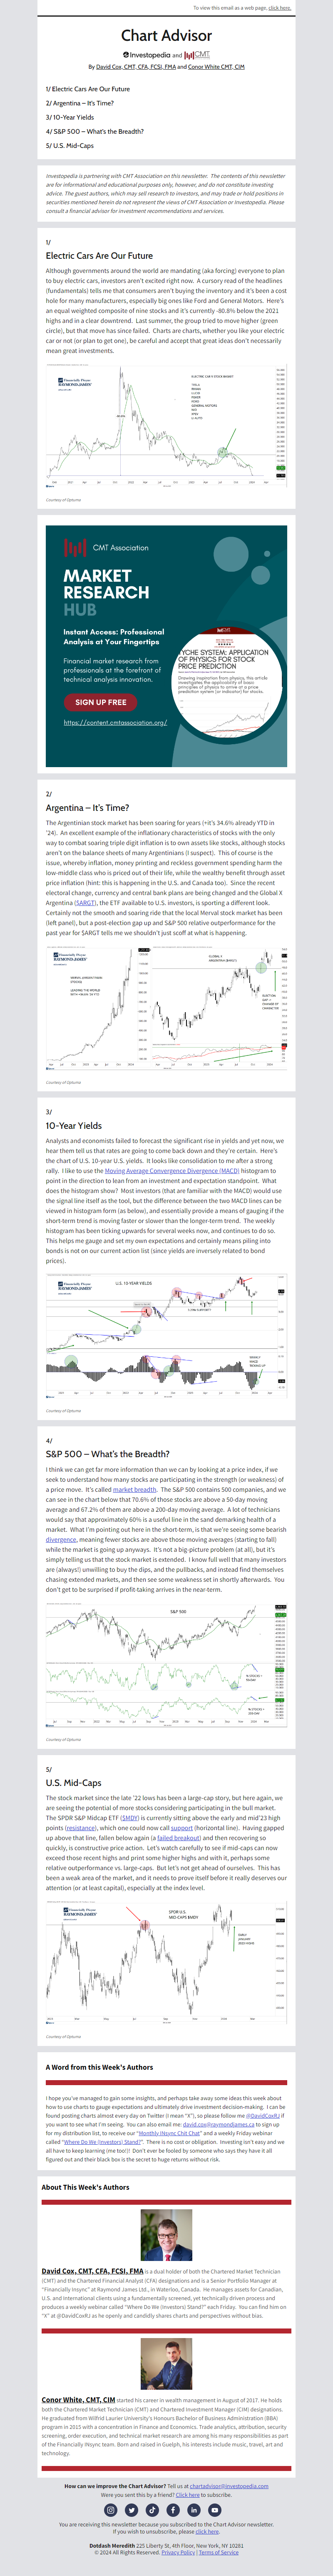 To view this email as a web page, click here.
Chart Advisor
Investopedia and CMT
By David Cox, CMT, CFA, FCSI, FMA and Conor White CMT, CIM
1/ Electric Cars Are Our Future
2/ Argentina – It's Time?
3/ 10-Year Yields
4/ S&P 500 – What's the Breadth?
5/ U.S. Mid-Caps
Investopedia is partnering with CMT Association on this newsletter. The contents of this newsletter
are for informational and educational purposes only, however, and do not constitute investing
advice. The guest authors, which may sell research to investors, and may trade or hold positions in
securities mentioned herein do not represent the views of CMT Association or Investopedia. Please
consult a financial advisor for investment recommendations and services.
1/
Electric Cars Are Our Future
Although governments around the world are mandating (aka forcing) everyone to plan
to buy electric cars, investors aren't excited right now. A cursory read of the headlines
(fundamentals) tells me that consumers aren't buying the inventory and it's been a cost
hole for many manufacturers, especially big ones like Ford and General Motors. Here's
an equal weighted composite of nine stocks and it's currently -80.8% below the 2021
highs and in a clear downtrend. Last summer, the group tried to move higher (green
circle), but that move has since failed. Charts are charts, whether you like your electric
car or not (or plan to get one), be careful and accept that great ideas don't necessarily
mean great investments.
Financially Insync
RAYMOND JAMES
ELECTRIC CAR'S STOCK MARKET
Courtesy of Optuma
CMT Association
MARKET
RESEARCH
HUB
Instant Access: Professional
Analysis at Your Fingertips
Financial market research from
professionals at the forefront of
technical analysis innovation.
SIGN UP FREE
https://content.cmtassociation.org/
YCHE SYSTEM: APPLICATION
OF PHYSICS FOR STOCK
PRICE PREDICTION
2/
Argentina – It's Time?
The Argentinian stock market has been soaring for years (+it's 34.6% already YTD in
'24). An excellent example of the inflationary characteristics of stocks with the only
way to combat soaring triple digit inflation is to own assets like stocks, although stocks
aren't on the balance sheets of many Argentinians (I suspect). This of course is the
issue, whereby inflation, money printing and reckless government spending harm the
low-middle class who is priced out of their life, while the wealthy benefit through asset
price inflation (hint: this is happening in the U.S. and Canada too). Since the recent
electoral change, currency and central bank plans are being changed and the Global X
Argentina ($ARGT), the ETF available to U.S. investors, is sporting a different look.
Certainly not the smooth and soaring ride that the local Merval Stock market has been
(left panel), but a post-election gap up and S&P 500 relative outperformance for the
past year for $ARGT tells me we shouldn't just scoff at what is happening.
Financially Insync
RAYMOND JAMES
Courtesy of Optuma
3/
10-Year Yields
Analysts and economists failed to forecast the significant rise in yields and yet now, we
hear them tell us that rates are going to come back down and they're certain. Here's
the chart of U.S. 10-year U.S. yields. It looks like consolidation to me after a strong
rally. I like to use the Moving Average Convergence Divergence (MACD) histogram to
point in the direction to lean from an investment and expectation standpoint. What
does the histogram show? Most investors (that are familiar with the MACD) would use
the signal line itself as the tool, but the difference between the two MACD lines can be
viewed in histogram form (as below), and essentially provide a means of gauging if the
short-term trend is moving faster or slower than the longer-term trend. The weekly
histogram has been ticking upwards for several weeks now, and continues to do so.
This helps me gauge and set my own expectations and certainly means piling into
bonds is not on our current action list (since yields are inversely related to bond
prices).
Financially Insync
RAYMOND JAMES
U.S. 10-YEAR YIELDS
Courtesy of Optuma
4/
S&P 500 – What's the Breadth?
I think we can get far more information than we can by looking at a price index, if we
seek to understand how many stocks are participating in the strength (or weakness) of
a price move. It's called market breadth. The S&P 500 contains 500 companies, and we
can see in the chart below that 70.6% of those stocks are above a 50-day moving
average and 67.2% of them are above a 200-day moving average. A lot of technicians
would say that approximately 60% is a useful line in the sand demarking health of a
market. What I'm pointing out here in the short-term, is that we're seeing some bearish
divergence, meaning fewer stocks are above those moving averages (starting to fall)
while the market is going up anyways. It's not a big-picture problem (at all), but it's
simply telling us that the stock market is extended. I know full well that many investors
are (always!) unwilling to buy the dips, and the pullbacks, and instead find themselves
chasing extended markets, and then see some weakness set in shortly afterwards. You
don't get to be surprised if profit-taking arrives in the near-term.
Financially Insync
RAYMOND JAMES
S&P 500
Courtesy of Optuma
5/
U.S. Mid-Caps
The stock market since the late '22 lows has been a large-cap story, but here again, we
are seeing the potential of more stocks considering participating in the bull market.
The SPDR S&P Midcap ETF ($MDY) is currently sitting above the early and mid'23 high
points (resistance), which one could now call support (horizontal line). Having gapped
up above that line, fallen below again (a failed breakout) and then recovering so
quickly, is constructive price action. Let's watch carefully to see if mid-caps can now
exceed those recent highs and print some higher highs and with it, perhaps some
relative outperformance vs. large-caps. But let's not get ahead of ourselves. This has
been a weak area of the market, and it needs to prove itself before it really deserves our
attention (or at least capital), especially at the index level.
Financially Insync
RAYMOND JAMES
SPDR U.S.
MID-CAPS $MDY
Courtesy of Optuma
A Word from this Week's Authors
I hope you've managed to gain some insights, and perhaps take away some ideas this week about
how to use charts to gauge expectations and ultimately drive investment decision-making. I can be
found posting charts almost every day on Twitter (I mean "X"), so please follow me @DavidCoxRJ if
you want to see what I'm seeing. You can also email me: david.cox@raymondjames.ca to sign up
for my distribution list, to receive our "Monthly INsync Chit Chat" and a weekly Friday webinar
called "Where Do We (Investors) Stand?". There is no cost or obligation. Investing isn't easy and we
all have to keep learning (me too!)! Don't ever be fooled by someone who says they have it all
figured out and their black box is the secret to huge returns without risk.
About This Week's Authors
David Cox, CMT, CFA, FCSI, FMA is a dual holder of both the Chartered Market Technician
(CMT) and the Chartered Financial Analyst (CFA) designations and is a Senior Portfolio Manager at
"Financially Insync" at Raymond James Ltd., in Waterloo, Canada. He manages assets for Canadian,
U.S. and International clients using a fundamentally screened, yet technically driven process and
produces a weekly webinar called "Where Do We (Investors) Stand?" each Friday. You can find him on
"X" at @DavidCoxRJ as he openly and candidly shares charts and perspectives without bias.
Conor White, CMT, CIM started his career in wealth management in August of 2017. He holds
both the Chartered Market Technician (CMT) and Chartered Investment Manager (CIM) designations.
He graduated from Wilfrid Laurier University's Honours Bachelor of Business Administration (BBA)
program in 2015 with a concentration in Finance and Economics. Trade analytics, attribution, security
screening, order execution, and technical market research are among his many responsibilities as part
of the Financially INsync team. Born and raised in Guelph, his interests include music, travel, art and
technology.
How can we improve the Chart Advisor? Tell us at chartadvisor@investopedia.com
Were you sent this by a friend? Click here to subscribe.
You are receiving this newsletter because you subscribed to the Chart Advisor newsletter.
If you wish to unsubscribe, please click here.
Dotdash Meredith 225 Liberty St, 4th Floor, New York, NY 10281
© 2024 All Rights Reserved. Privacy Policy | Terms of Service